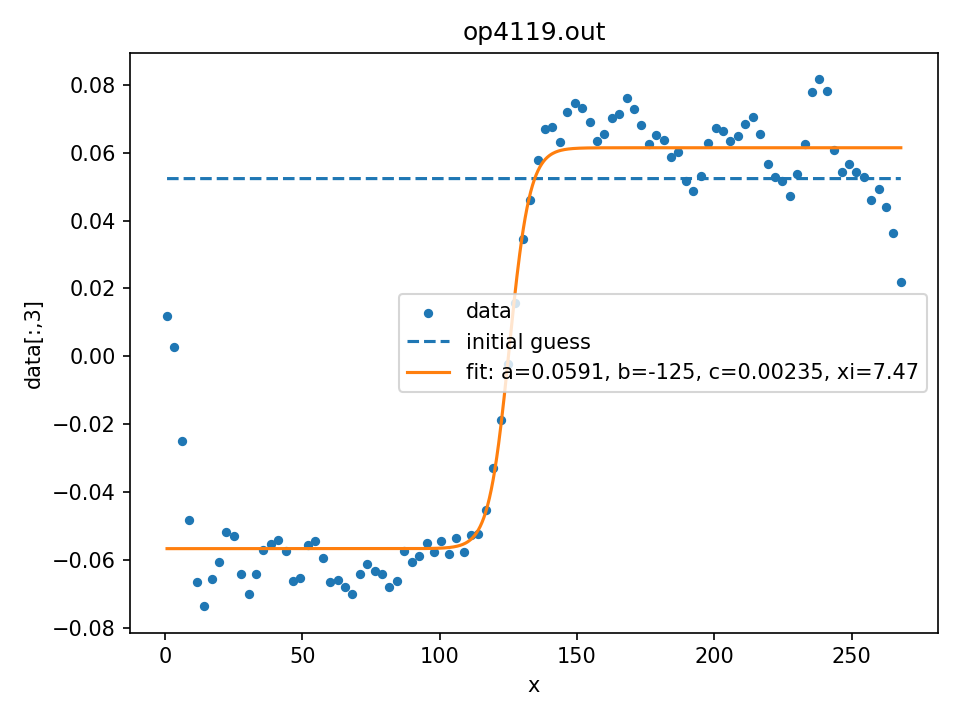 op4119.out
0.08
0.06
0.04
0.02
0.00
−0.02
−0.04
−0.06
−0.08
data[:,3]
data
initial guess
fit: a=0.0591, b=-125, c=0.00235, xi=7.47
0 50 100 150 200 250
x